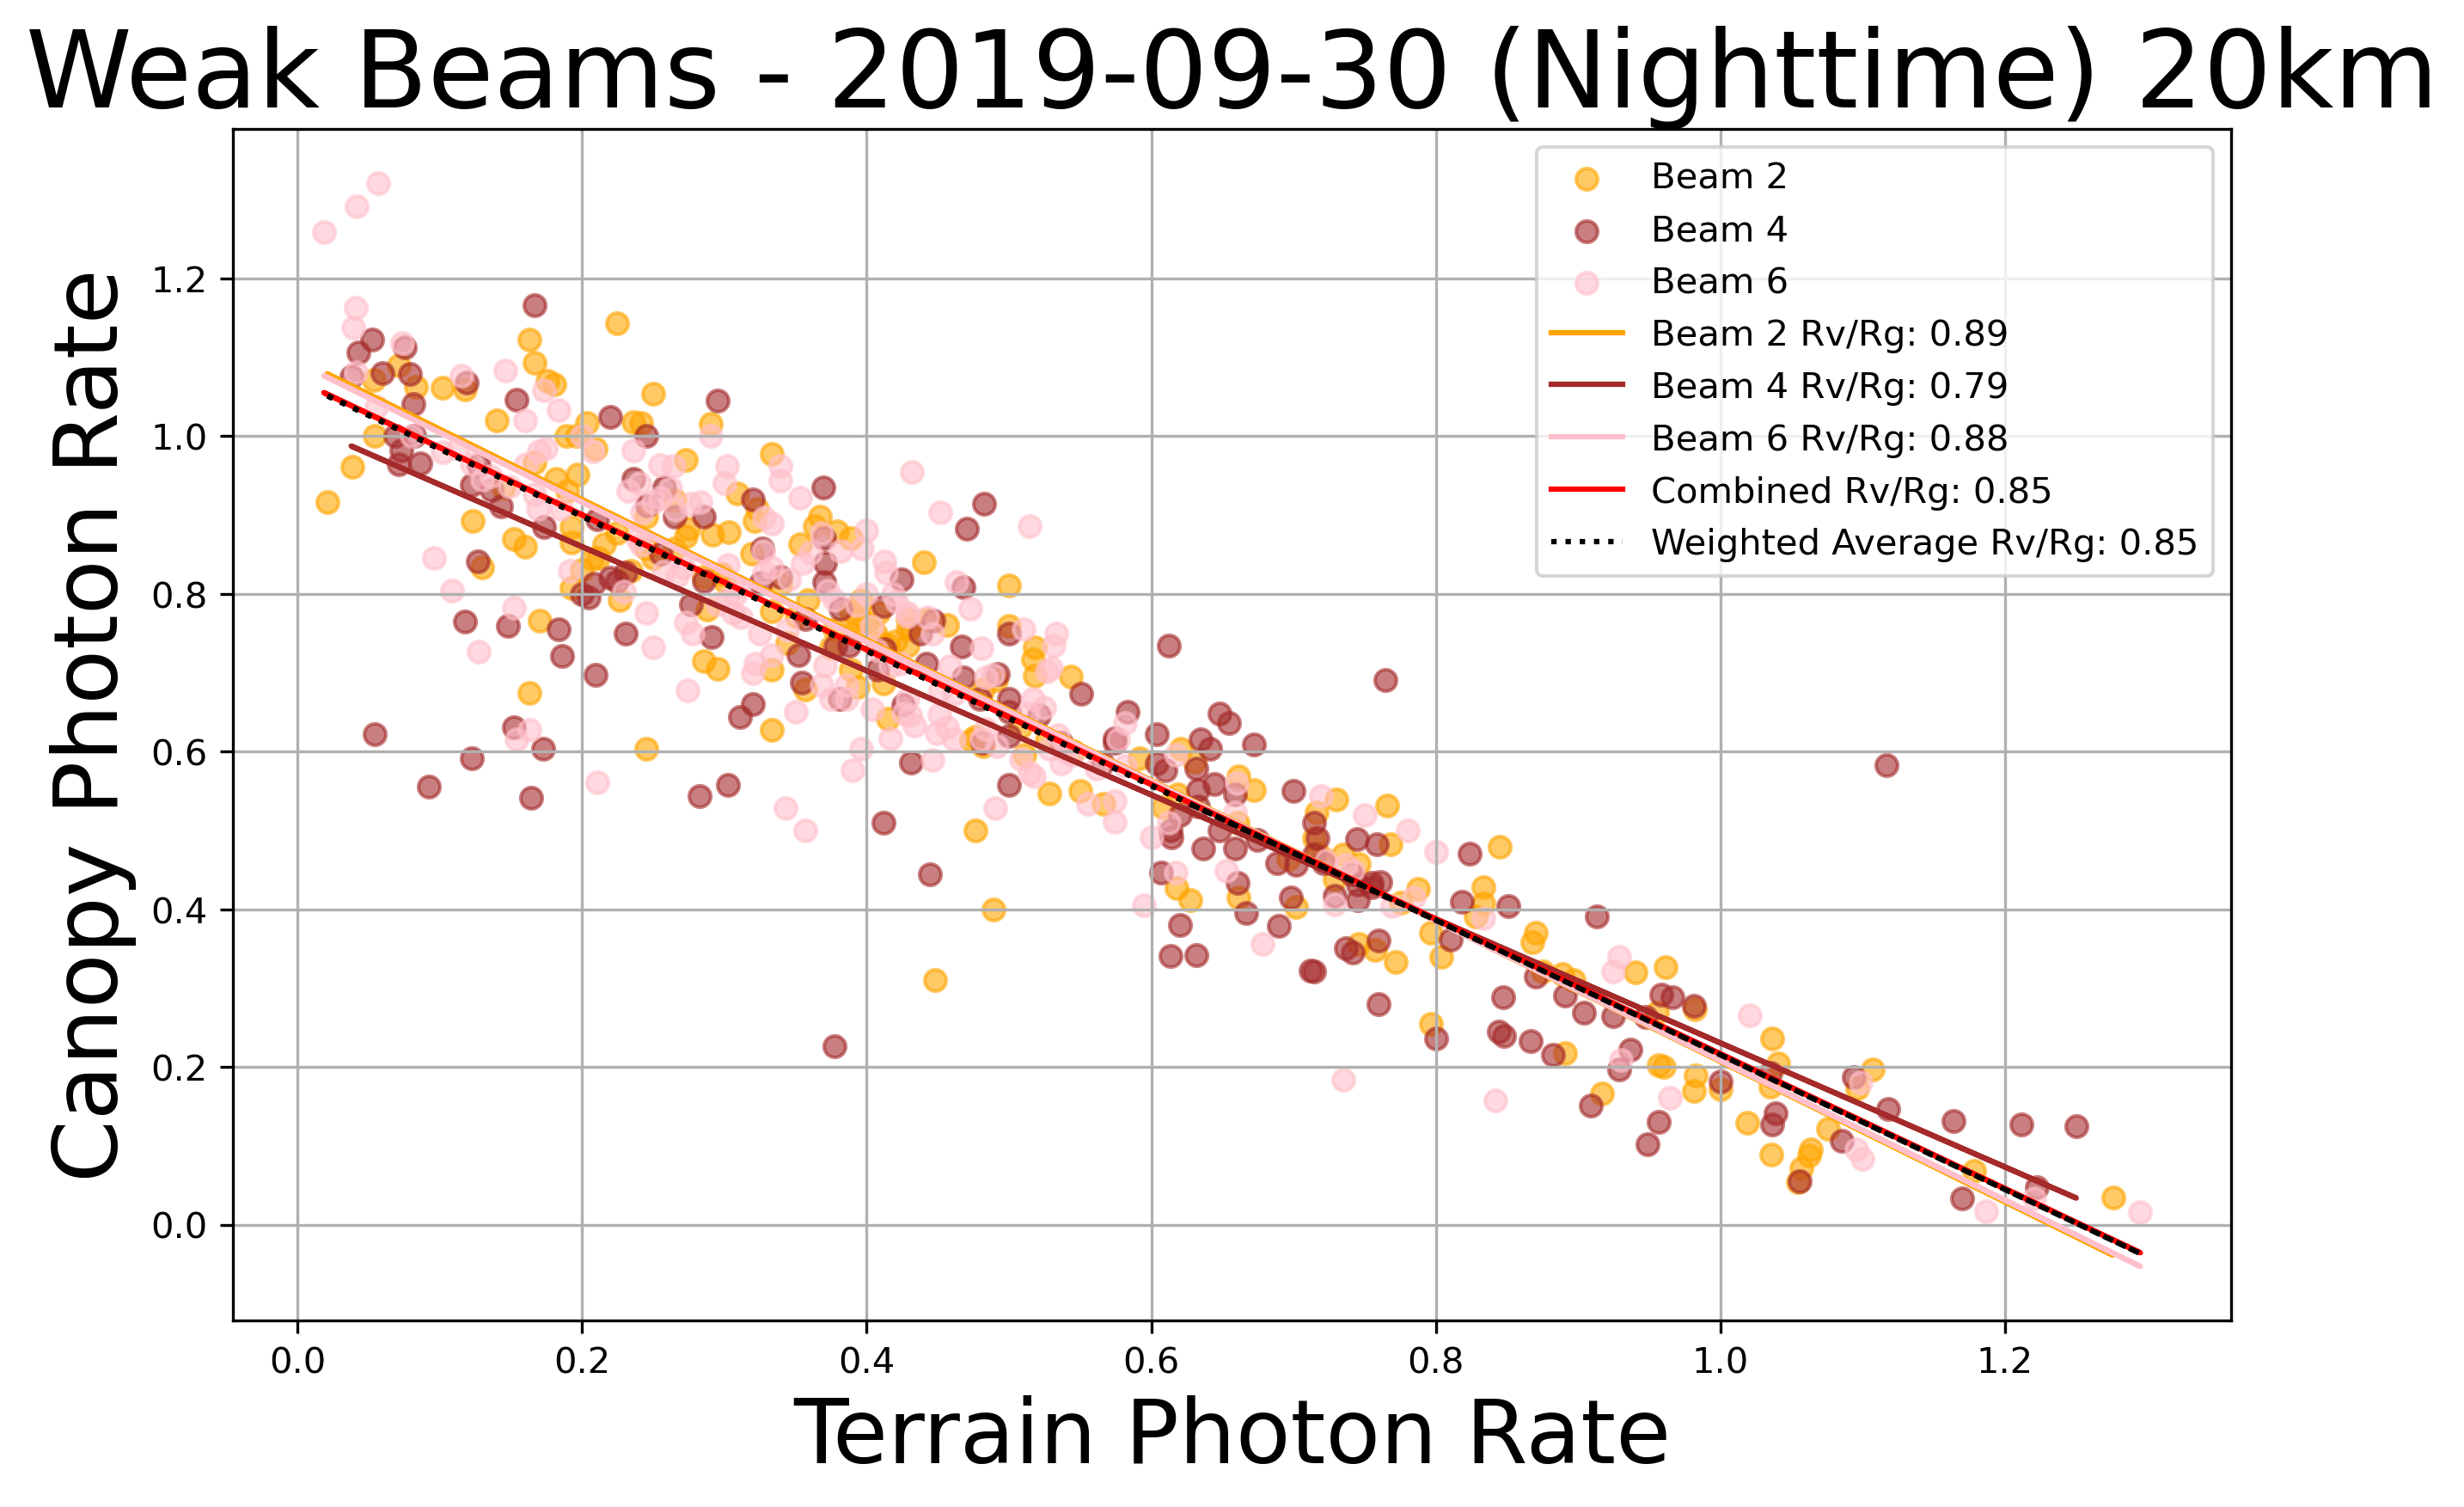 Weak Beams - 2019-09-30 (Nighttime) 20km
Canopy Photon Rate
1.2
1.0
0.8
0.6
0.4
0.2
0.0
Beam 2
Beam 4
Beam 6
Beam 2 Rv/Rg: 0.89
Beam 4 Rv/Rg: 0.79
Beam 6 Rv/Rg: 0.88
Combined Rv/Rg: 0.85
Weighted Average Rv/Rg: 0.85
0.0 0.2 0.4 0.6 0.8 1.0 1.2
Terrain Photon Rate